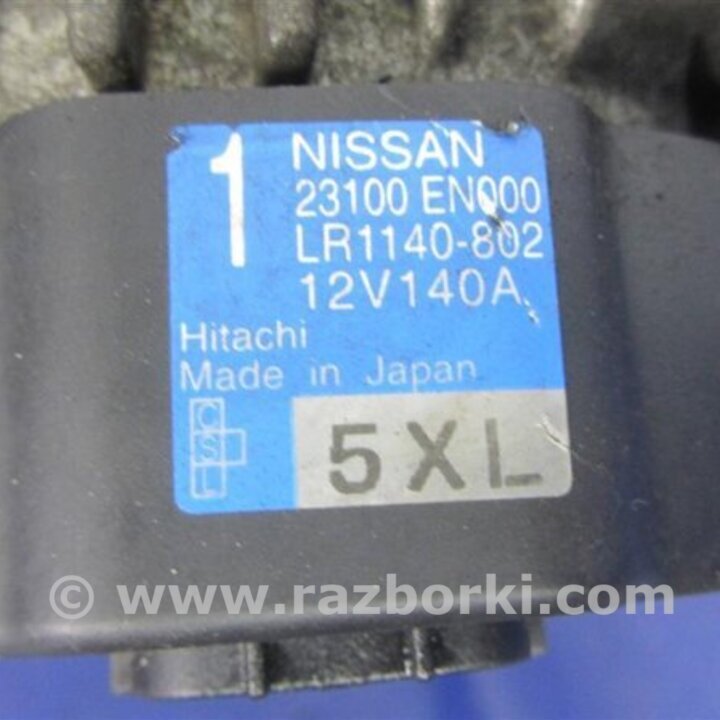 1
NISSAN
23100 EN000
LR1140-802
12V140A
Hitachi
Made in Japan
C
S
L
5XL
© www.razborki.com